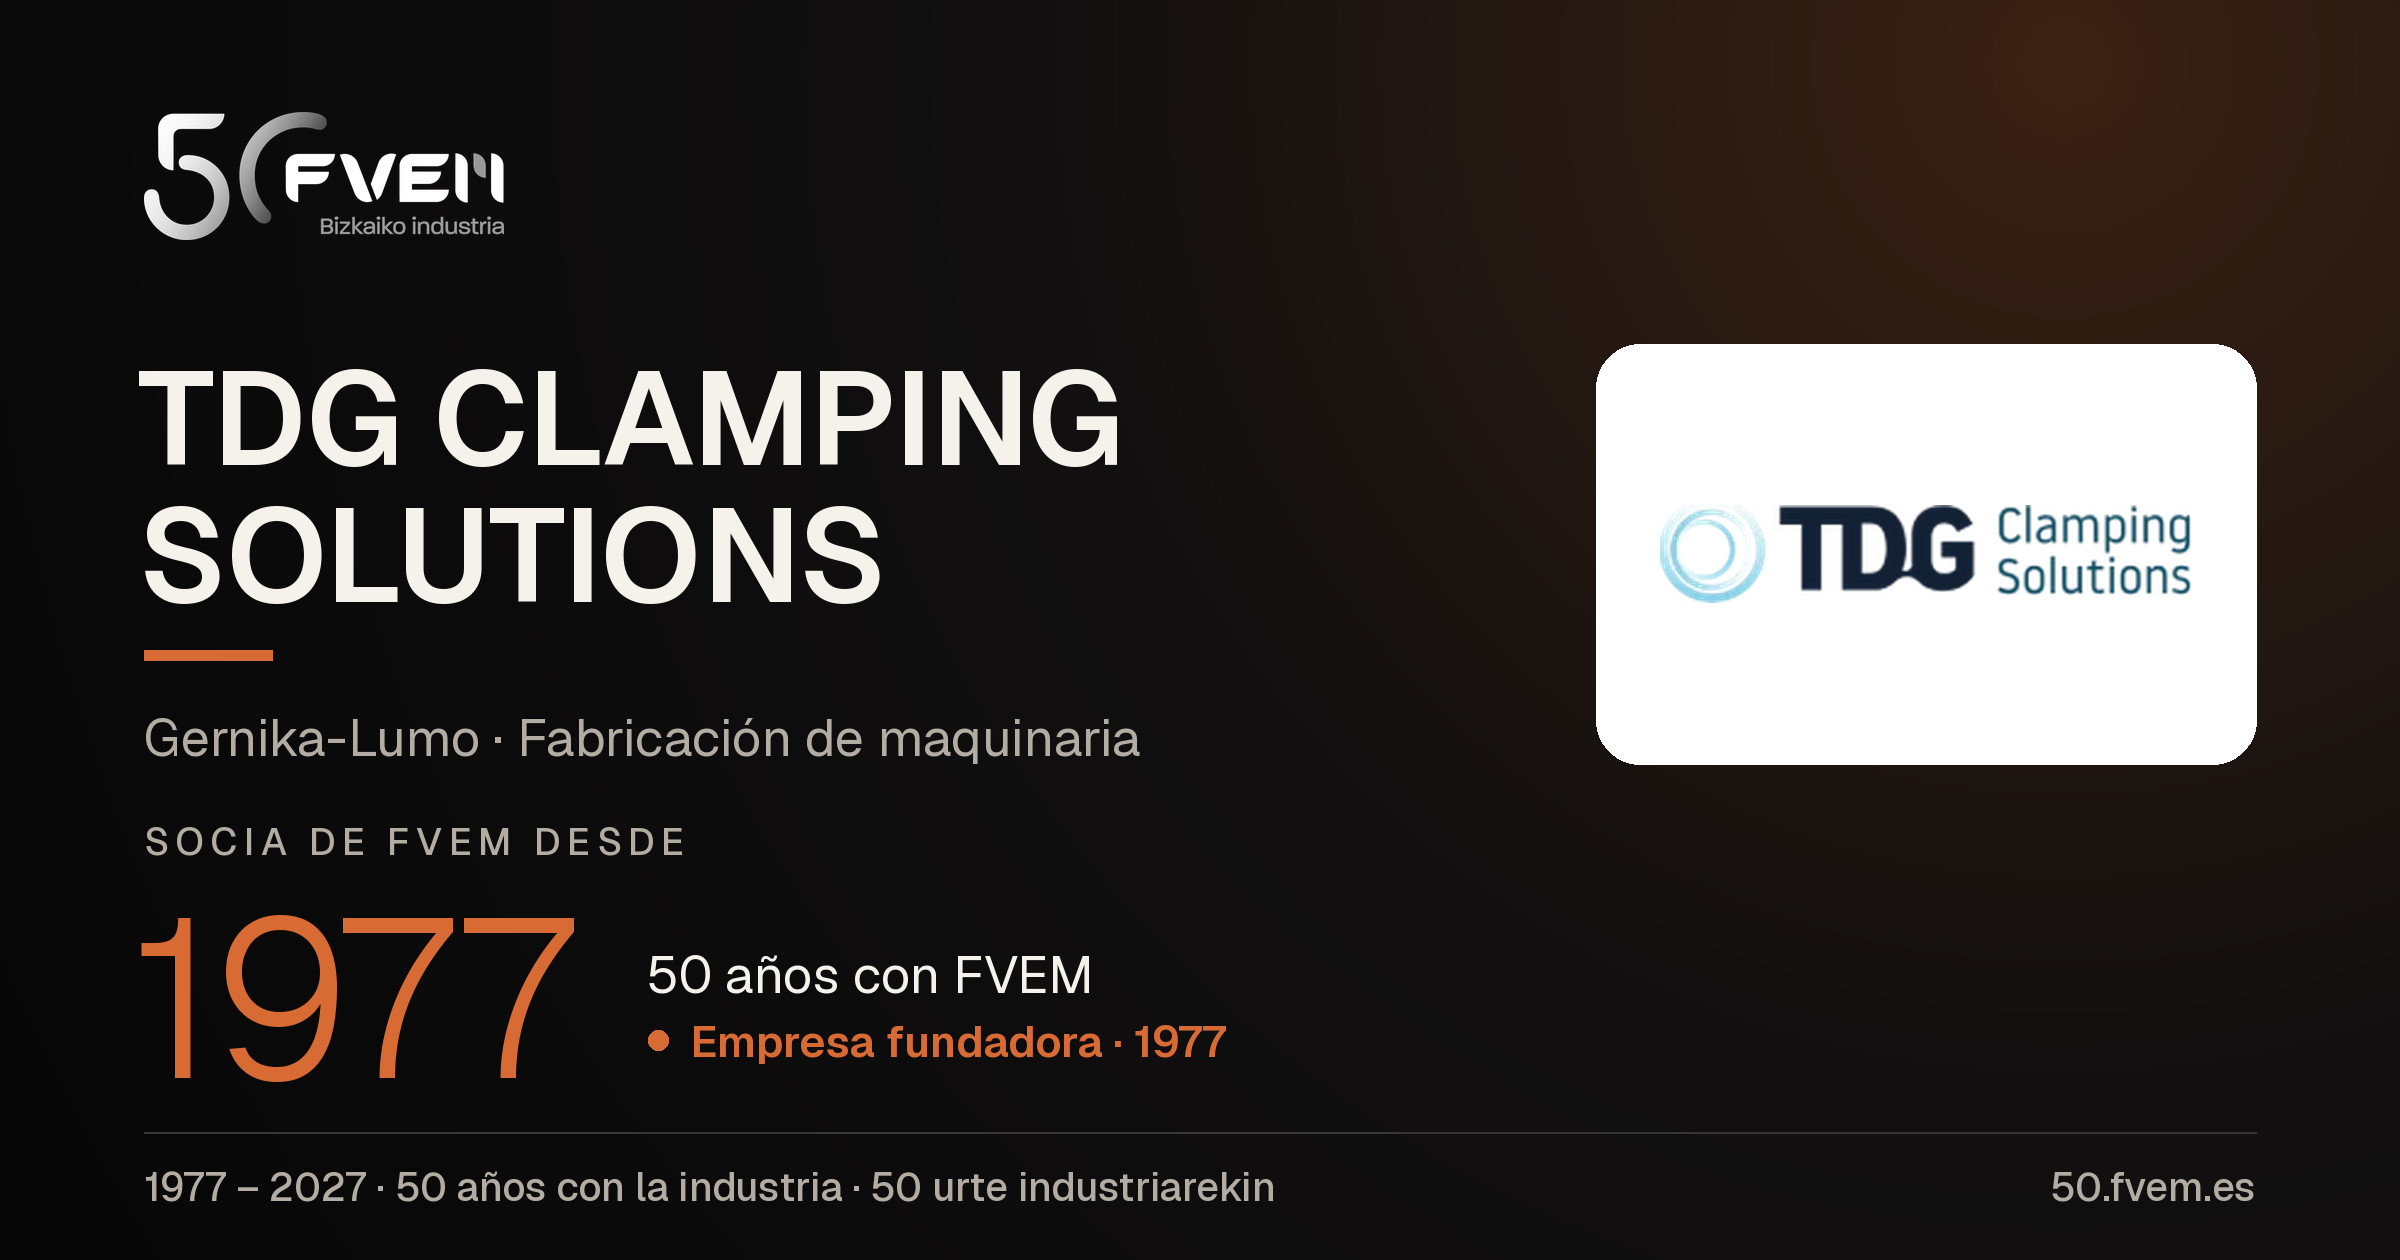 50 FVEM
Bizkaiko industria
TDG CLAMPING
SOLUTIONS
TDG Clamping
Solutions
Gernika-Lumo · Fabricación de maquinaria
SOCIA DE FVEM DESDE
1977
50 años con FVEM
Empresa fundadora · 1977
1977 – 2027 · 50 años con la industria · 50 urte industriarekin
50.fvem.es